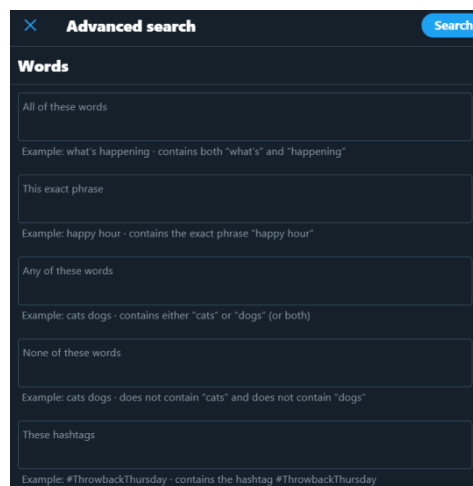 Advanced search
Search
Words
All of these words
Example: what's happening · contains both "what's" and "happening"
This exact phrase
Example: happy hour · contains the exact phrase "happy hour"
Any of these words
Example: cats dogs · contains either "cats" or "dogs" (or both)
None of these words
Example: cats dogs · does not contain "cats" and does not contain "dogs"
These hashtags
Example: #ThrowbackThursday · contains the hashtag #ThrowbackThursday